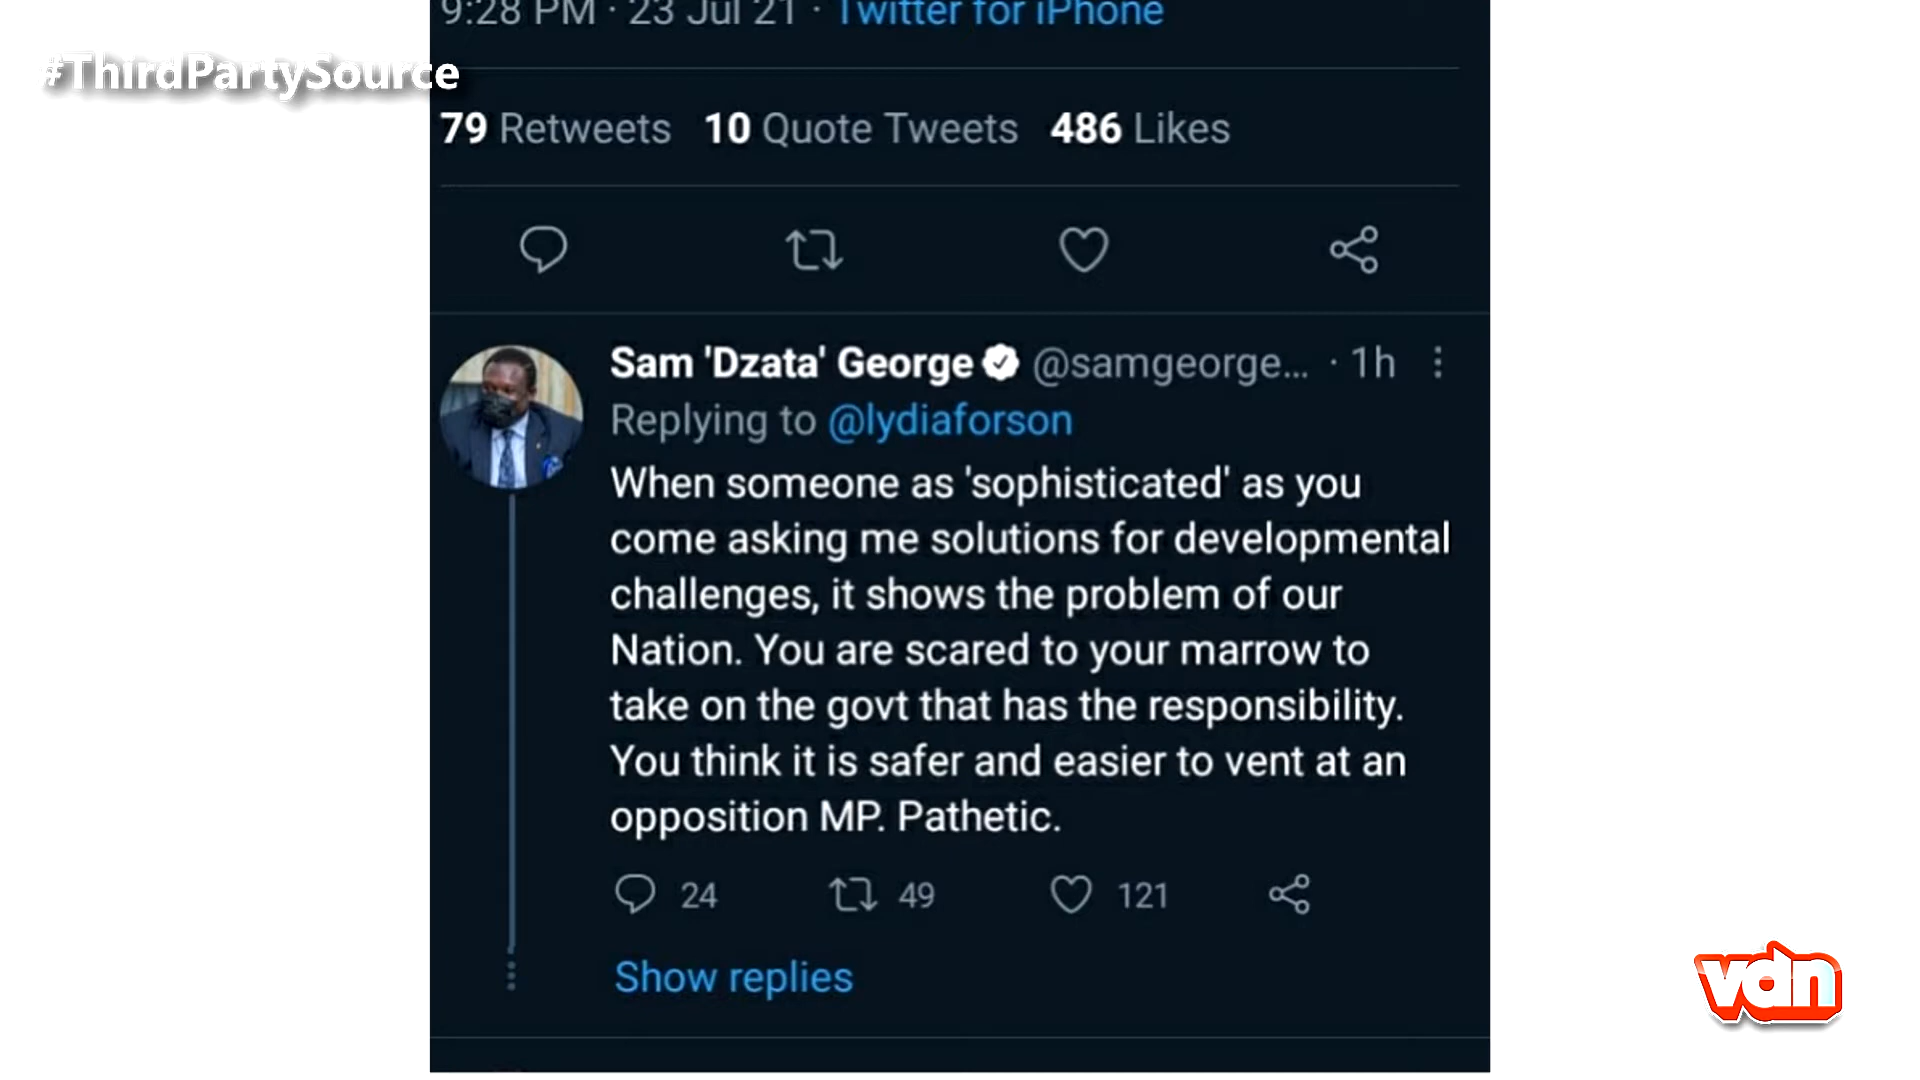 9:28 PM · 23 Jul 21 · Twitter for iPhone
#ThirdPartySource
79 Retweets 10 Quote Tweets 486 Likes
Sam 'Dzata' George @samgeorge... · 1h
Replying to @lydiaforson
When someone as 'sophisticated' as you
come asking me solutions for developmental
challenges, it shows the problem of our
Nation. You are scared to your marrow to
take on the govt that has the responsibility.
You think it is safer and easier to vent at an
opposition MP. Pathetic.
24 49 121
Show replies
vdn